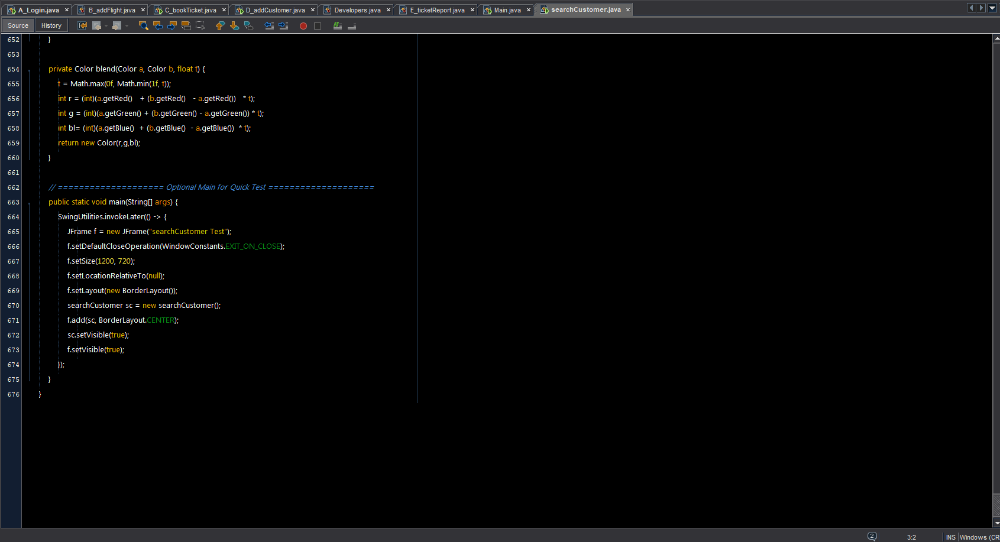 A_Login.java × B_addFlight.java × C_bookTicket.java × D_addCustomer.java × Developers.java × E_ticketReport.java × Main.java × searchCustomer.java ×
Source History
652 }
653
654 private Color blend(Color a, Color b, float t) {
655 t = Math.max(0f, Math.min(1f, t));
656 int r = (int)(a.getRed()   + (b.getRed()   - a.getRed())   * t);
657 int g = (int)(a.getGreen() + (b.getGreen() - a.getGreen()) * t);
658 int bl= (int)(a.getBlue()  + (b.getBlue()  - a.getBlue())  * t);
659 return new Color(r,g,bl);
660 }
661
662 // ==================== Optional Main for Quick Test ====================
663 public static void main(String[] args) {
664 SwingUtilities.invokeLater(() -> {
665 JFrame f = new JFrame("searchCustomer Test");
666 f.setDefaultCloseOperation(WindowConstants.EXIT_ON_CLOSE);
667 f.setSize(1200, 720);
668 f.setLocationRelativeTo(null);
669 f.setLayout(new BorderLayout());
670 searchCustomer sc = new searchCustomer();
671 f.add(sc, BorderLayout.CENTER);
672 sc.setVisible(true);
673 f.setVisible(true);
674 });
675 }
676 }
2 3:2 INS Windows (CR